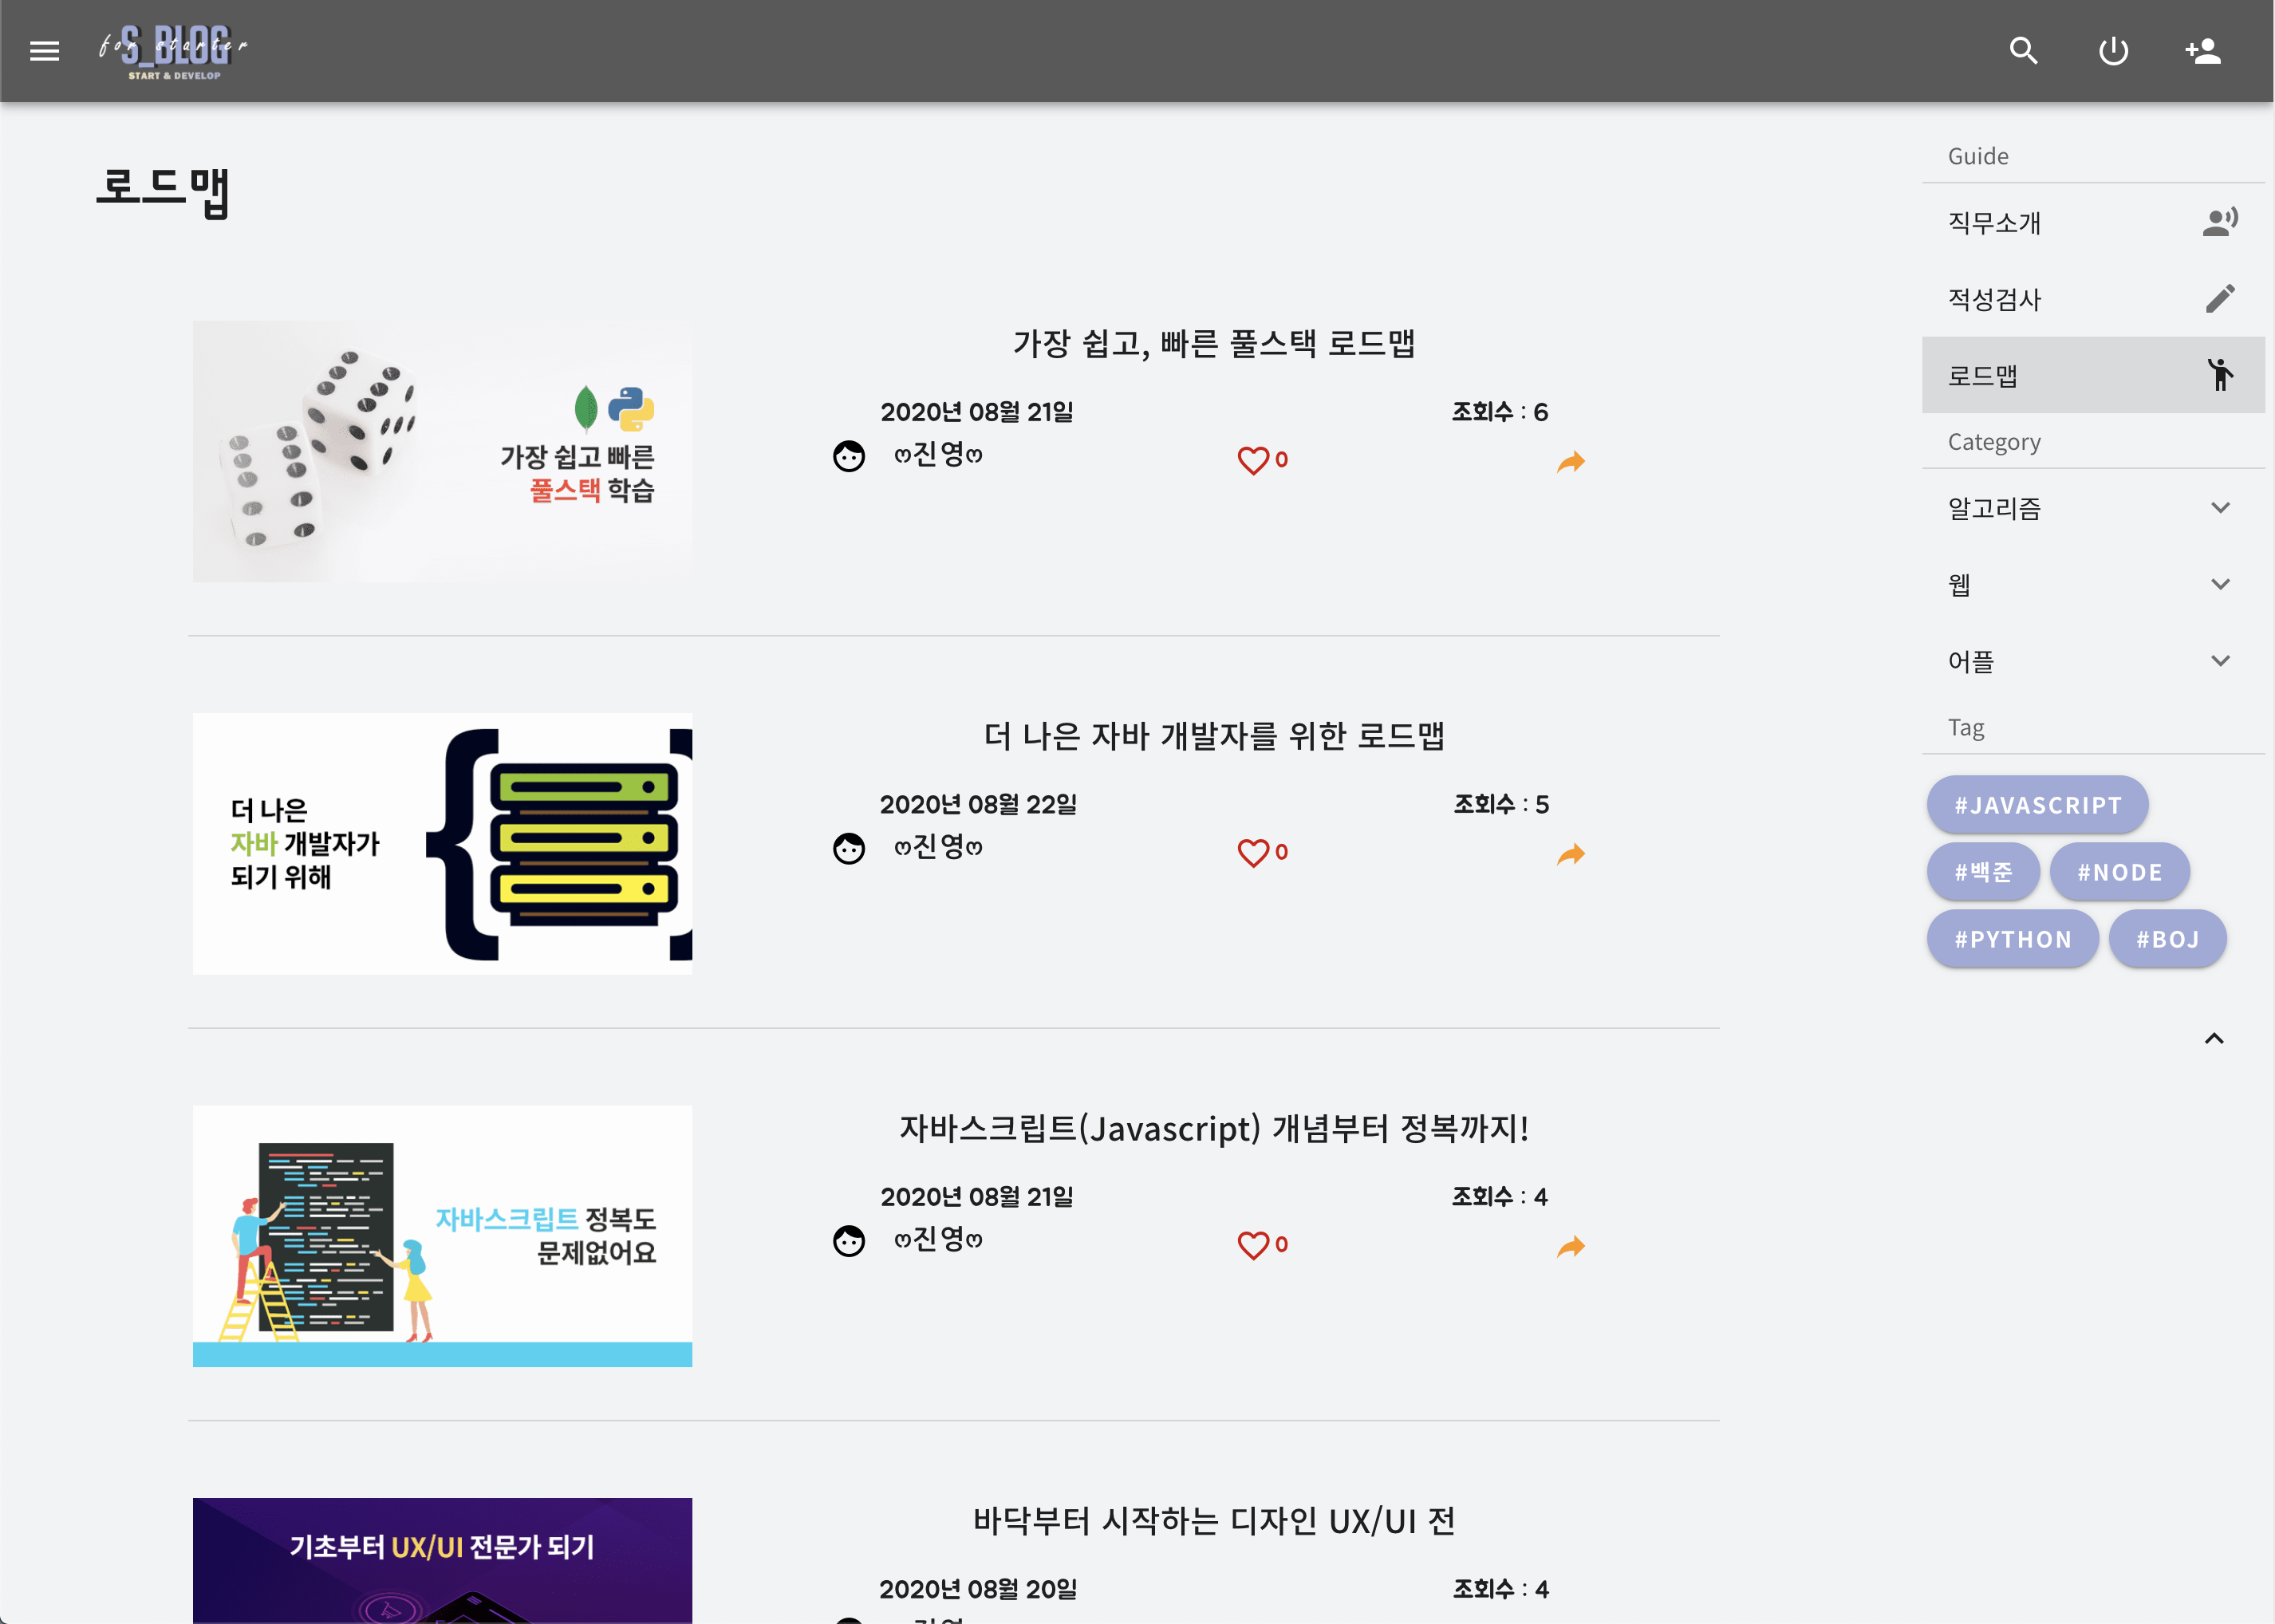 for starter
S_BLOG
START & DEVELOP
로드맵
가장 쉽고 빠른
풀스택 학습
가장 쉽고, 빠른 풀스택 로드맵
2020년 08월 21일
조회수 : 6
ო진영ო
0
더 나은
자바 개발자가
되기 위해
더 나은 자바 개발자를 위한 로드맵
2020년 08월 22일
조회수 : 5
ო진영ო
0
자바스크립트 정복도
문제없어요
자바스크립트(Javascript) 개념부터 정복까지!
2020년 08월 21일
조회수 : 4
ო진영ო
0
기초부터 UX/UI 전문가 되기
바닥부터 시작하는 디자인 UX/UI 전
2020년 08월 20일
조회수 : 4
Guide
직무소개
적성검사
로드맵
Category
알고리즘
웹
어플
Tag
#JAVASCRIPT
#백준 #NODE
#PYTHON #BOJ